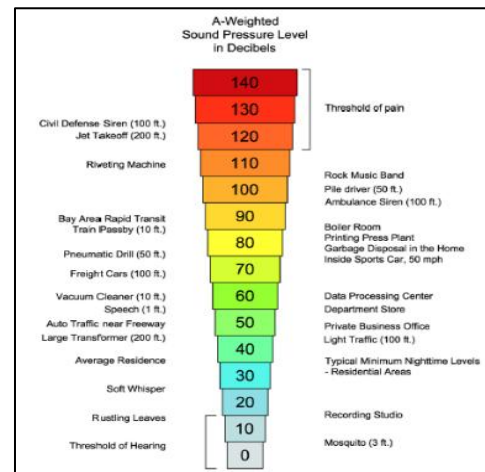 A-Weighted
Sound Pressure Level
in Decibels
140
130
Threshold of pain
Civil Defense Siren (100 ft.)
Jet Takeoff (200 ft.)
120
Riveting Machine
110
Rock Music Band
100
Pile driver (50 ft.)
Ambulance Siren (100 ft.)
Bay Area Rapid Transit
Train Passby (10 ft.)
90
Boiler Room
Printing Press Plant
80
Garbage Disposal in the Home
Inside Sports Car, 50 mph
Pneumatic Drill (50 ft.)
70
Freight Cars (100 ft.)
Vacuum Cleaner (10 ft.)
60
Data Processing Center
Department Store
Speech (1 ft.)
50
Auto Traffic near Freeway
Private Business Office
Large Transformer (200 ft.)
Light Traffic (100 ft.)
40
Average Residence
Typical Minimum Nighttime Levels
- Residential Areas
30
Soft Whisper
20
Rustling Leaves
Recording Studio
10
Threshold of Hearing
Mosquito (3 ft.)
0